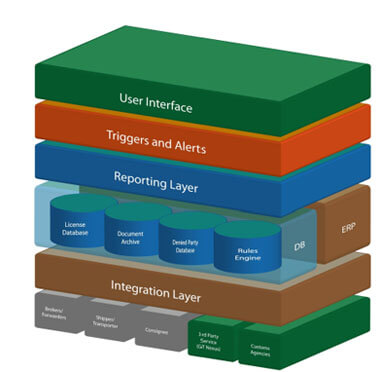 User Interface
Triggers and Alerts
Reporting Layer
License
Database
Document
Archive
Denied Party
Database
Rules
Engine
DB
ERP
Integration Layer
Brokers/
Forwarders
Shipper/
Transporter
Consignee
3rd Party
Service
(GT Nexus)
Customs
Agencies